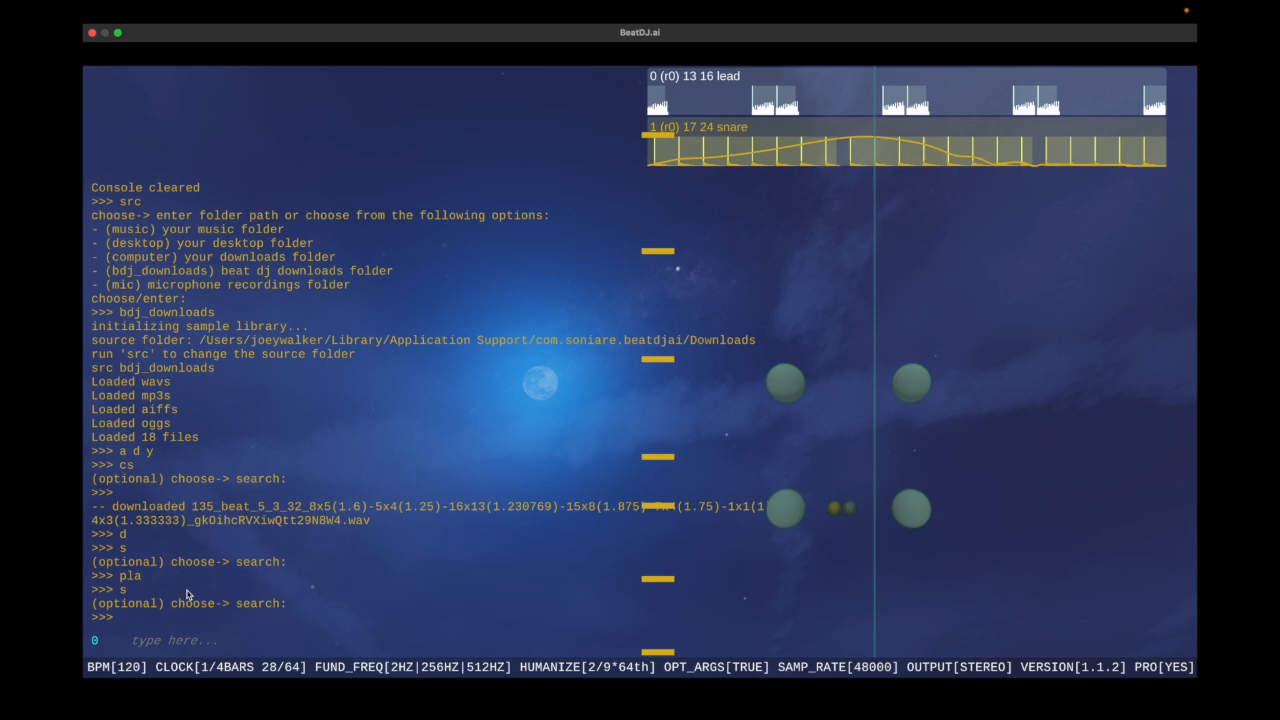 BeatDJ.ai
0 (r0) 13 16 lead
1 (r0) 17 24 snare
Console cleared
>>> src
choose-> enter folder path or choose from the following options:
- (music) your music folder
- (desktop) your desktop folder
- (computer) your downloads folder
- (bdj_downloads) beat dj downloads folder
- (mic) microphone recordings folder
choose/enter:
>>> bdj_downloads
initializing sample library...
source folder: /Users/joeywalker/Library/Application Support/com.soniare.beatdjai/Downloads
run 'src' to change the source folder
src bdj_downloads
Loaded wavs
Loaded mp3s
Loaded aiffs
Loaded oggs
Loaded 18 files
>>> a d y
>>> cs
(optional) choose-> search:
>>>
-- downloaded 135_beat_5_3_32_8x5(1.6)-5x4(1.25)-16x13(1.230769)-15x8(1.875)-7x4(1.75)-1x1(1
4x3(1.333333)_gkOihcRVXiwQtt29N8W4.wav
>>> d
>>> s
(optional) choose-> search:
>>> pla
>>> s
(optional) choose-> search:
>>>
0 type here...
BPM[120] CLOCK[1/4BARS 28/64] FUND_FREQ[2HZ|256HZ|512HZ] HUMANIZE[2/9*64th] OPT_ARGS[TRUE] SAMP_RATE[48000] OUTPUT[STEREO] VERSION[1.1.2] PRO[YES]